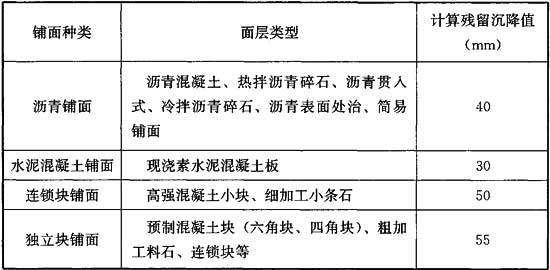 铺面种类 面层类型 计算残留沉降值
（mm）
沥青铺面 沥青混凝土、热拌沥青碎石、沥青贯入
式、冷拌沥青碎石、沥青表面处治、简易
铺面 40
水泥混凝土铺面 现浇素水泥混凝土板 30
连锁块铺面 高强混凝土小块、细加工小条石 50
独立块铺面 预制混凝土块（六角块、四角块）、粗加
工料石、连锁块等 55